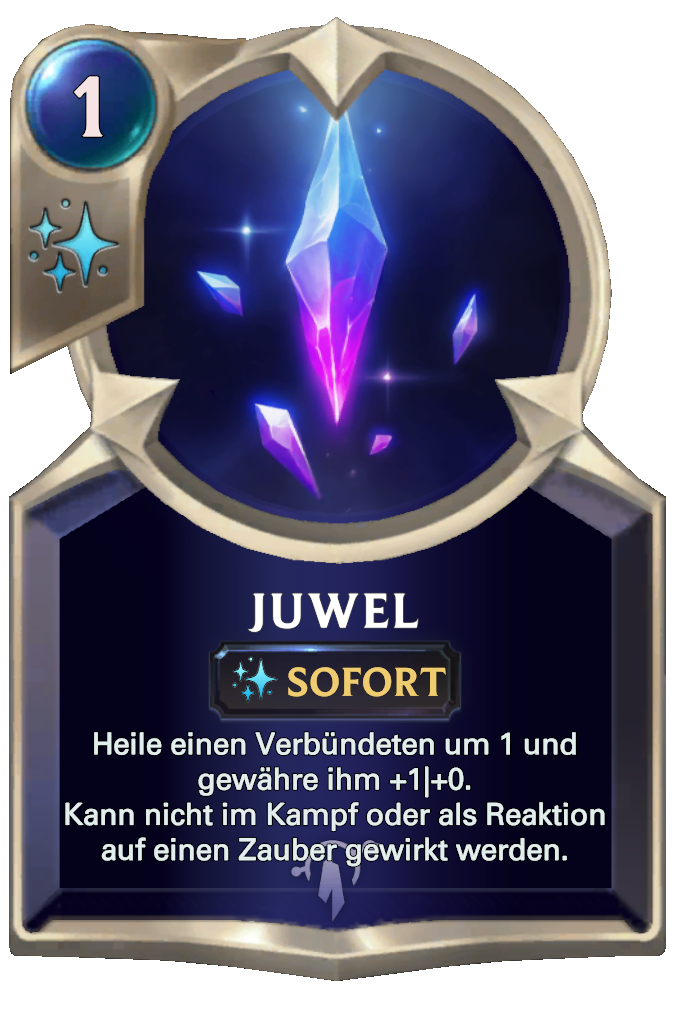 1
JUWEL
SOFORT
Heile einen Verbündeten um 1 und
gewähre ihm +1|+0.
Kann nicht im Kampf oder als Reaktion
auf einen Zauber gewirkt werden.